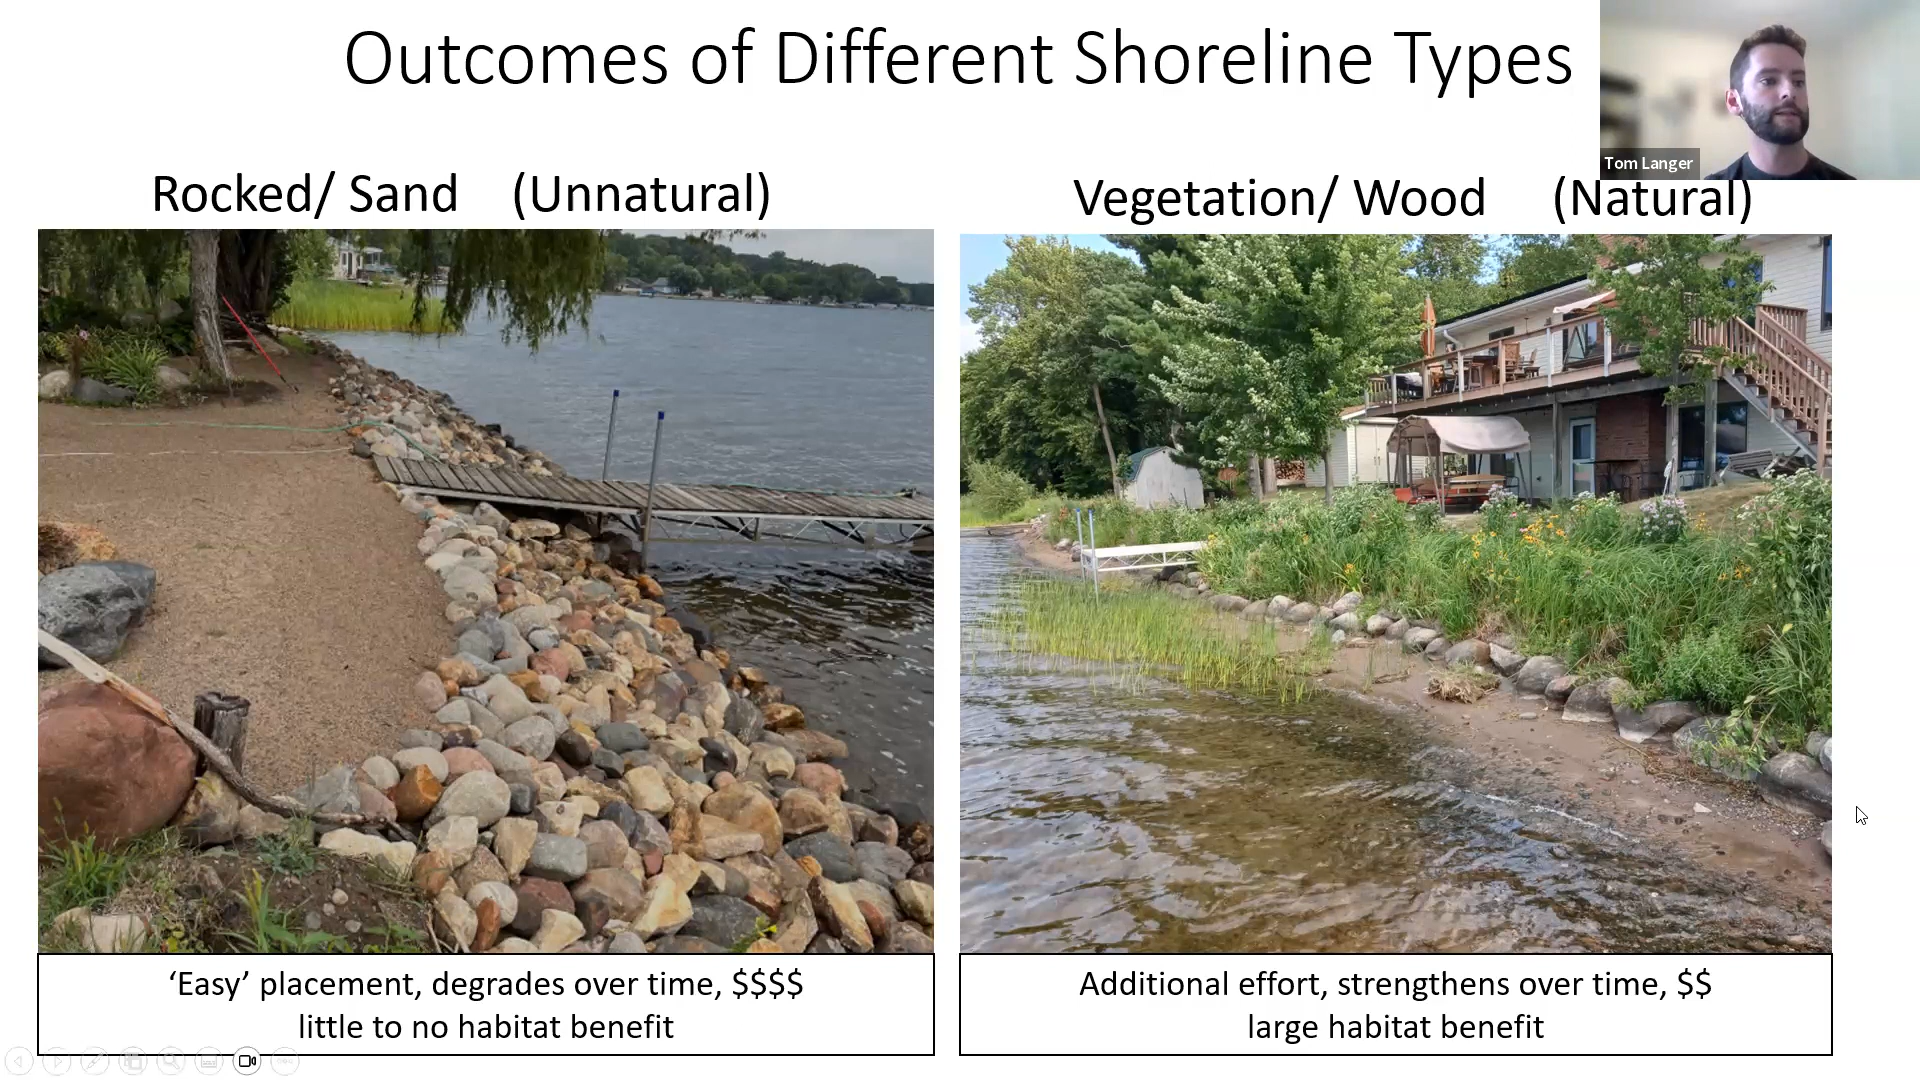 Outcomes of Different Shoreline Types
Tom Langer
Rocked/ Sand (Unnatural)
Vegetation/ Wood (Natural)
‘Easy’ placement, degrades over time, $$$$
little to no habitat benefit
Additional effort, strengthens over time, $$
large habitat benefit